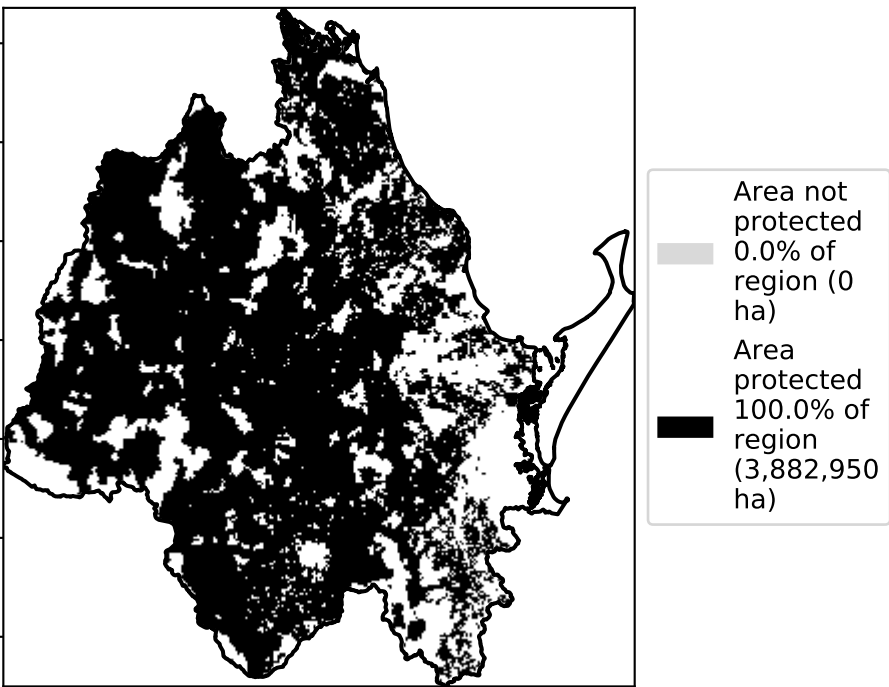 Area not
protected
0.0% of
region (0
ha)
Area
protected
100.0% of
region
(3,882,950
ha)